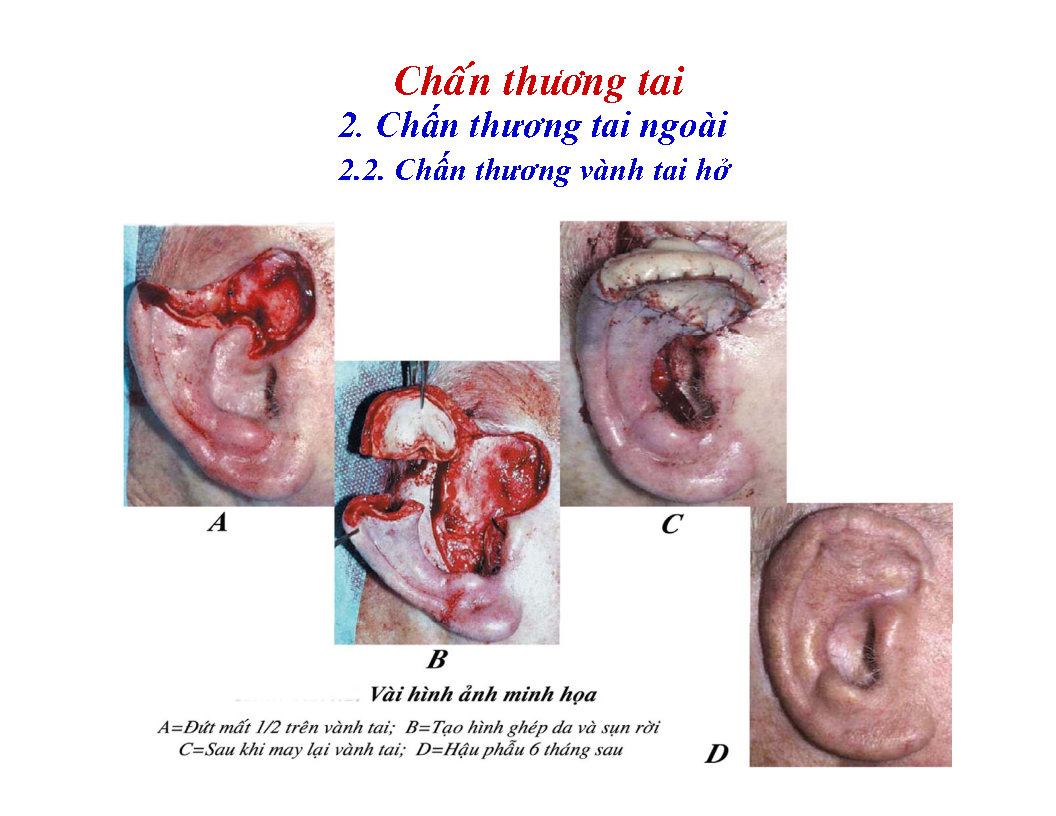 Chấn thương tai
2. Chấn thương tai ngoài
2.2. Chấn thương vành tai hở
A
B
C
D
Vài hình ảnh minh họa
A=Đứt mất 1/2 trên vành tai; B=Tạo hình ghép da và sụn rời
C=Sau khi may lại vành tai; D=Hậu phẫu 6 tháng sau